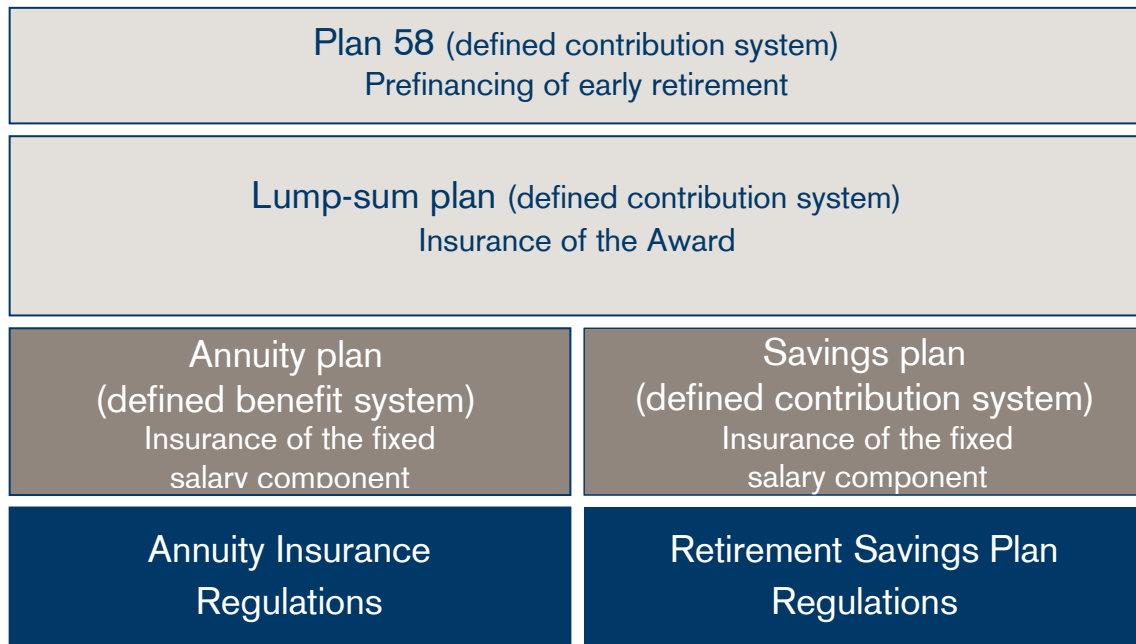 Plan 58 (defined contribution system)
Prefinancing of early retirement
Lump-sum plan (defined contribution system)
Insurance of the Award
Annuity plan
(defined benefit system)
Insurance of the fixed
salary component
Savings plan
(defined contribution system)
Insurance of the fixed
salary component
Annuity Insurance
Regulations
Retirement Savings Plan
Regulations